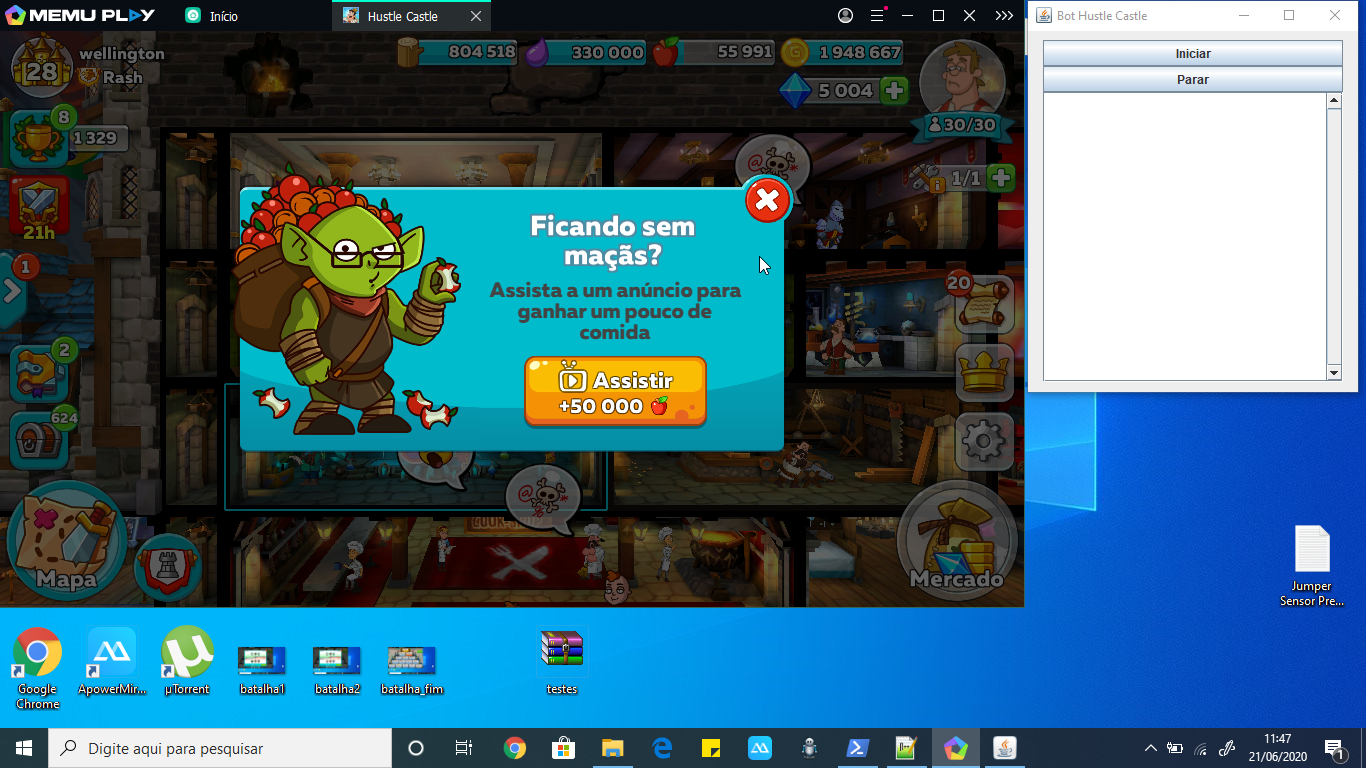 MEMU PLAY
Início
Hustle Castle
28
wellington
Rash
804 518
330 000
55 991
1 948 667
5 004
30/30
8
1 329
1/1
21h
1
20
2
624
Ficando sem
maçãs?
Assista a um anúncio para
ganhar um pouco de
comida
Assistir
+50 000
Mapa
Mercado
Bot Hustle Castle
Iniciar
Parar
Jumper
Sensor Pre...
Google
Chrome
ApowerMir...
µTorrent
batalha1
batalha2
batalha_fim
testes
Digite aqui para pesquisar
11:47
21/06/2020
1